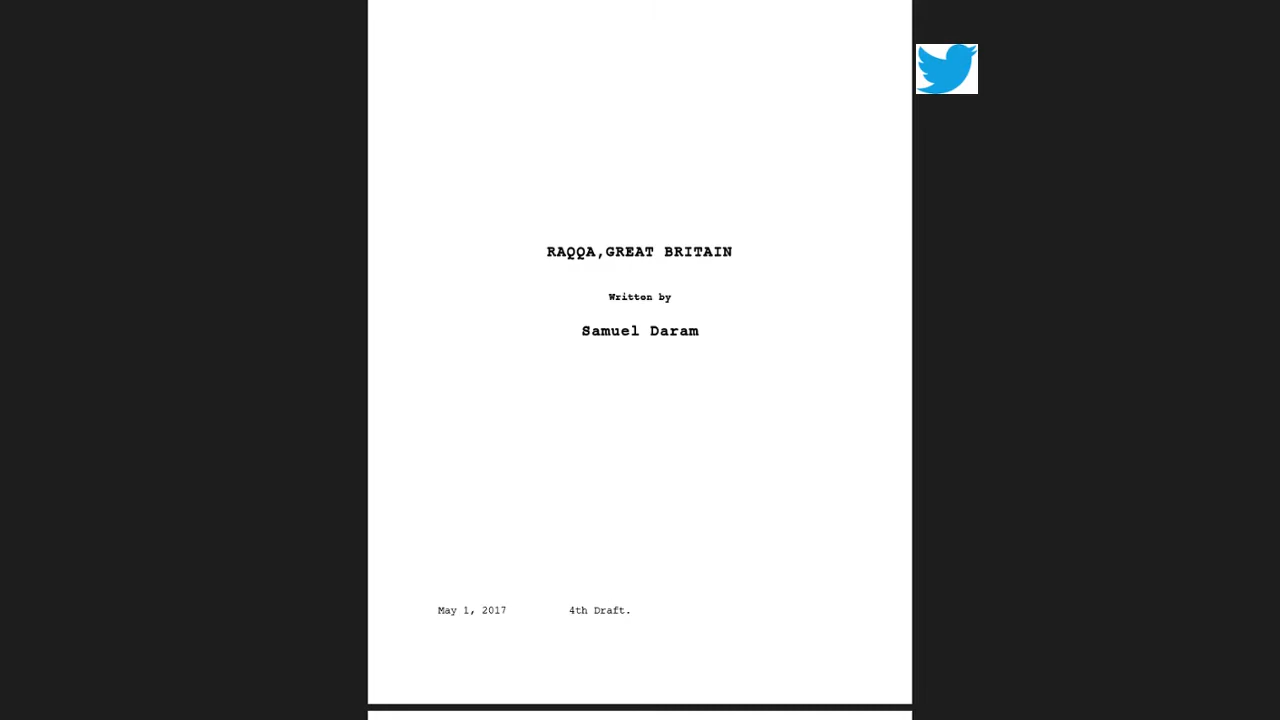 RAQQA,GREAT BRITAIN
Written by
Samuel Daram
May 1, 2017 4th Draft.